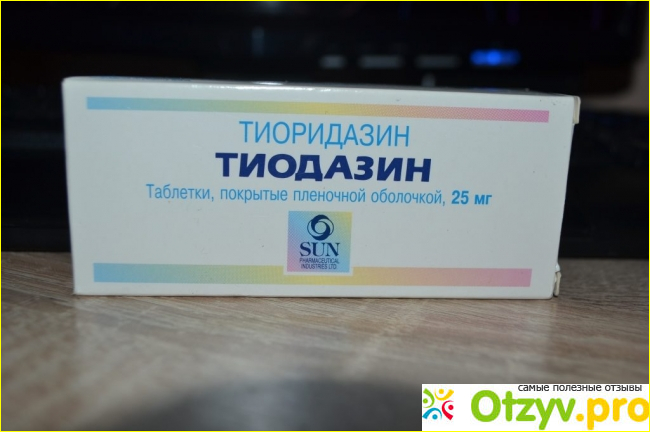 ТИОРИДАЗИН
ТИОДАЗИН
Таблетки, покрытые пленочной оболочкой, 25 мг
SUN
PHARMACEUTICAL
INDUSTRIES LTD.
самые полезные отзывы
Otzyv.pro